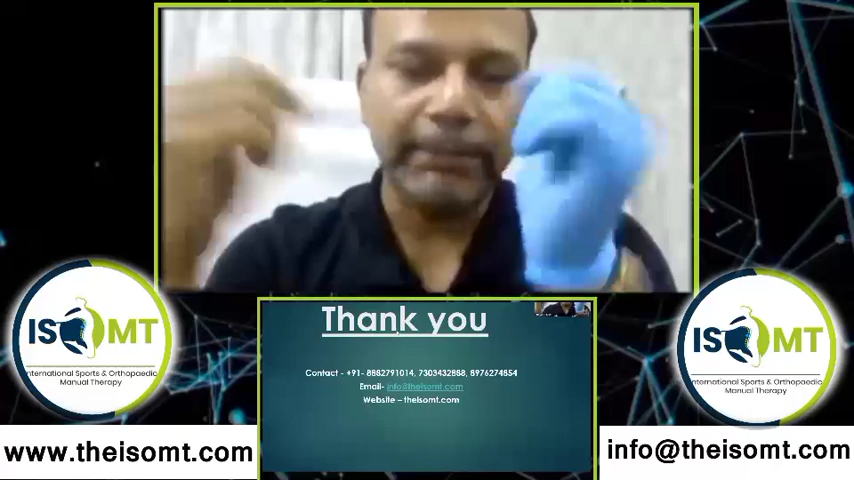 Thank you
Contact - +91- 8882791014, 7303432888, 8976274554
Email- info@theisomt.com
Website – theisomt.com
ISOMT
International Sports & Orthopaedic
Manual Therapy
ISOMT
International Sports & Orthopaedic
Manual Therapy
www.theisomt.com
info@theisomt.com